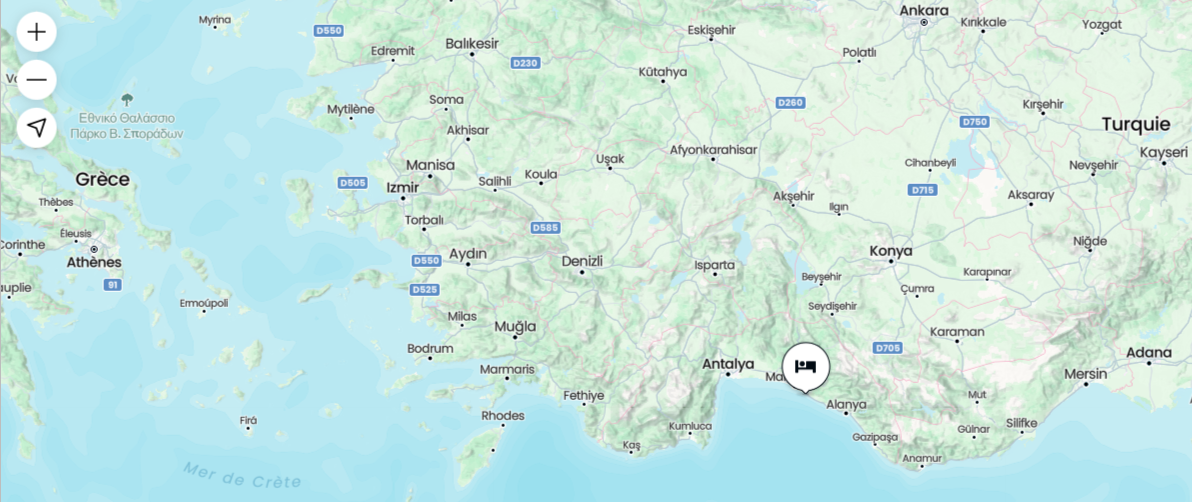 Ankara
Kırıkkale
Yozgat
Myrina
D550
Eskişehir
Balıkesir
Edremit
Polatlı
D230
Kütahya
Vo
Soma
Mytilène
D260
Kırşehir
Εθνικό Θαλάσσιο
Πάρκο Β. Σποράδων
D750
Turquie
Akhisar
Afyonkarahisar
Kayseri
Uşak
Manisa
Cihanbeyli
Nevşehir
Koula
Grèce
D505
Salihli
Izmir
D715
Akşehir
Aksaray
Thèbes
Ilgın
Torbalı
D585
Éleusis
Corinthe
Niğde
Konya
Aydın
Athènes
D550
Denizli
Isparta
Karapınar
Beyşehir
auplie
91
D525
Çumra
Ermoúpoli
Seydişehir
Milas
Muğla
Karaman
Bodrum
D705
Adana
Antalya
Marmaris
Ma
Mersin
Fethiye
Mut
Alanya
Rhodes
Firá
Kumluca
Silifke
Gülnar
Gazipaşa
Kaş
Anamur
Mer de Crète